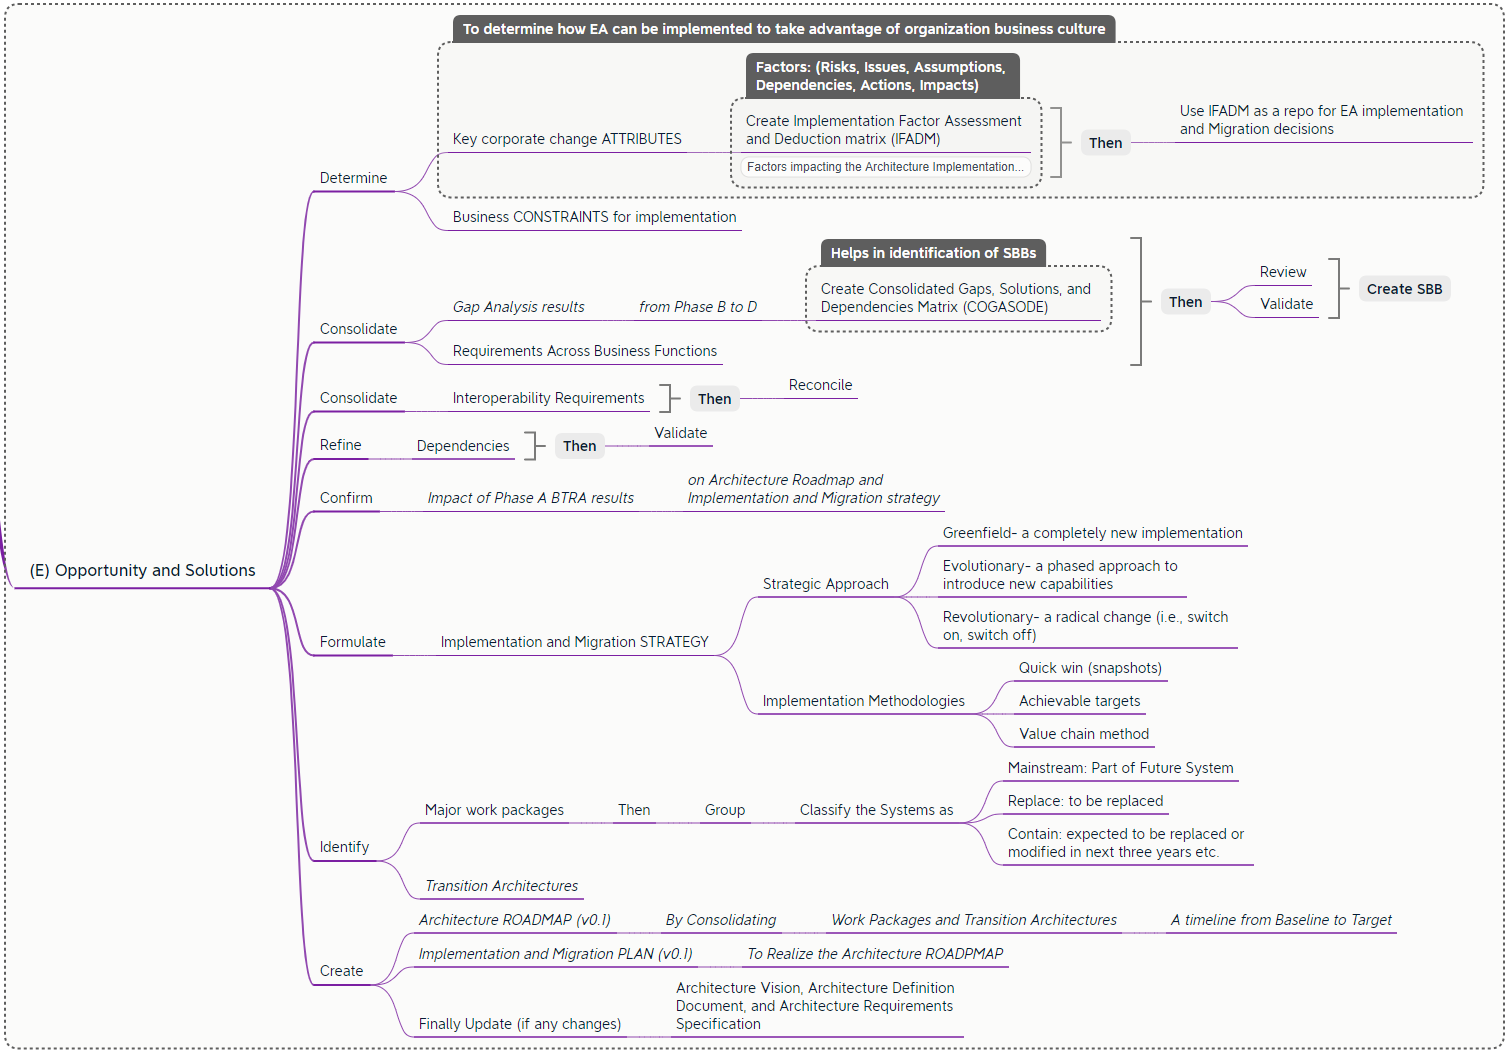 To determine how EA can be implemented to take advantage of organization business culture
Factors: (Risks, Issues, Assumptions,
Dependencies, Actions, Impacts)
Key corporate change ATTRIBUTES
Create Implementation Factor Assessment
and Deduction matrix (IFADM)
Factors impacting the Architecture Implementation...
Then
Use IFADM as a repo for EA implementation
and Migration decisions
Determine
Business CONSTRAINTS for implementation
Helps in identification of SBBs
Gap Analysis results
from Phase B to D
Create Consolidated Gaps, Solutions, and
Dependencies Matrix (COGASODE)
Then
Review
Validate
Create SBB
Consolidate
Requirements Across Business Functions
Consolidate
Interoperability Requirements
Then
Reconcile
Refine
Dependencies
Then
Validate
Confirm
Impact of Phase A BTRA results
on Architecture Roadmap and
Implementation and Migration strategy
(E) Opportunity and Solutions
Formulate
Implementation and Migration STRATEGY
Strategic Approach
Greenfield- a completely new implementation
Evolutionary- a phased approach to
introduce new capabilities
Revolutionary- a radical change (i.e., switch
on, switch off)
Implementation Methodologies
Quick win (snapshots)
Achievable targets
Value chain method
Identify
Major work packages
Then
Group
Classify the Systems as
Mainstream: Part of Future System
Replace: to be replaced
Contain: expected to be replaced or
modified in next three years etc.
Transition Architectures
Create
Architecture ROADMAP (v0.1)
By Consolidating
Work Packages and Transition Architectures
A timeline from Baseline to Target
Implementation and Migration PLAN (v0.1)
To Realize the Architecture ROADPMAP
Finally Update (if any changes)
Architecture Vision, Architecture Definition
Document, and Architecture Requirements
Specification